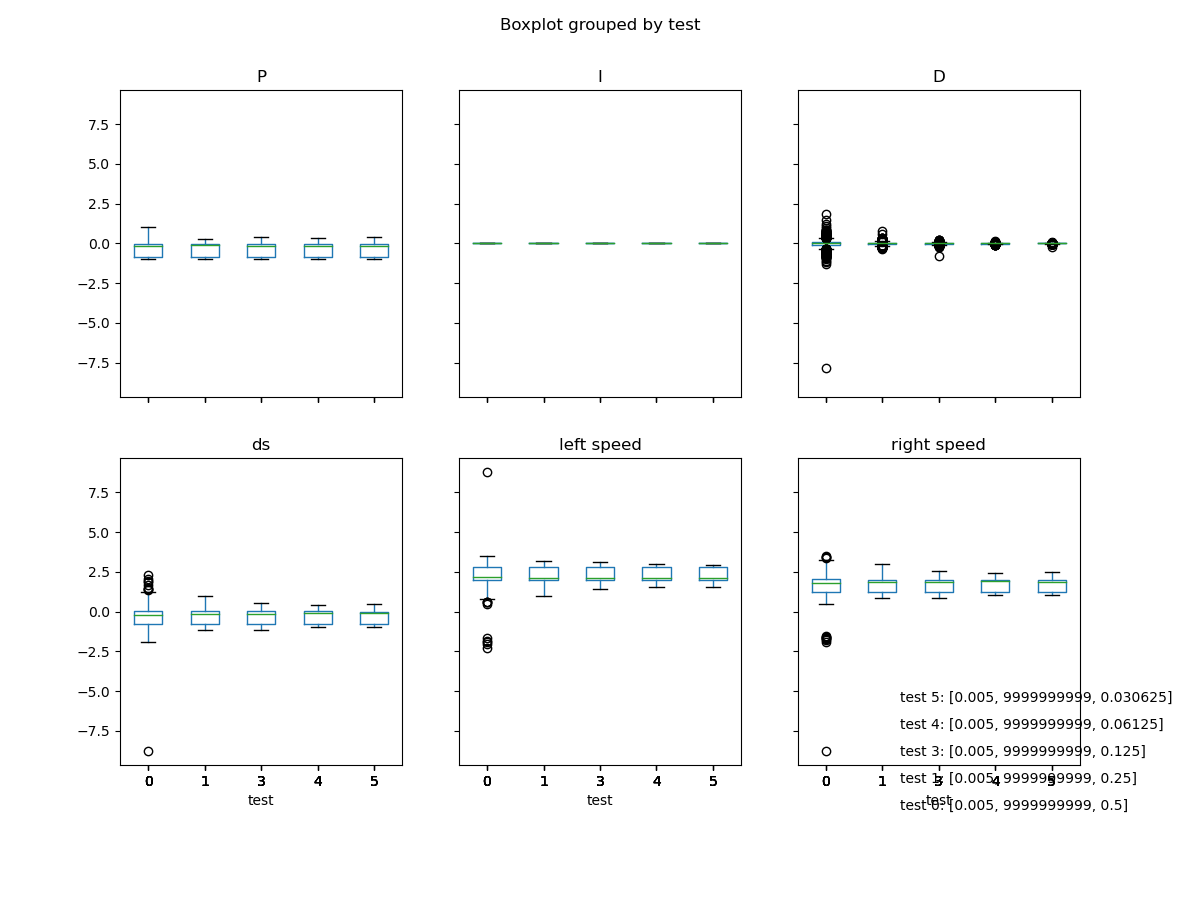 Boxplot grouped by test
P I D
7.5
5.0
2.5
0.0
−2.5
−5.0
−7.5
ds left speed right speed
7.5
5.0
2.5
0.0
−2.5
−5.0
−7.5
0 1 3 4 5 0 1 3 4 5 0 1 3 4 5
test test test
test 5: [0.005, 9999999999, 0.030625]
test 4: [0.005, 9999999999, 0.06125]
test 3: [0.005, 9999999999, 0.125]
test 1: [0.005, 9999999999, 0.25]
test 0: [0.005, 9999999999, 0.5]